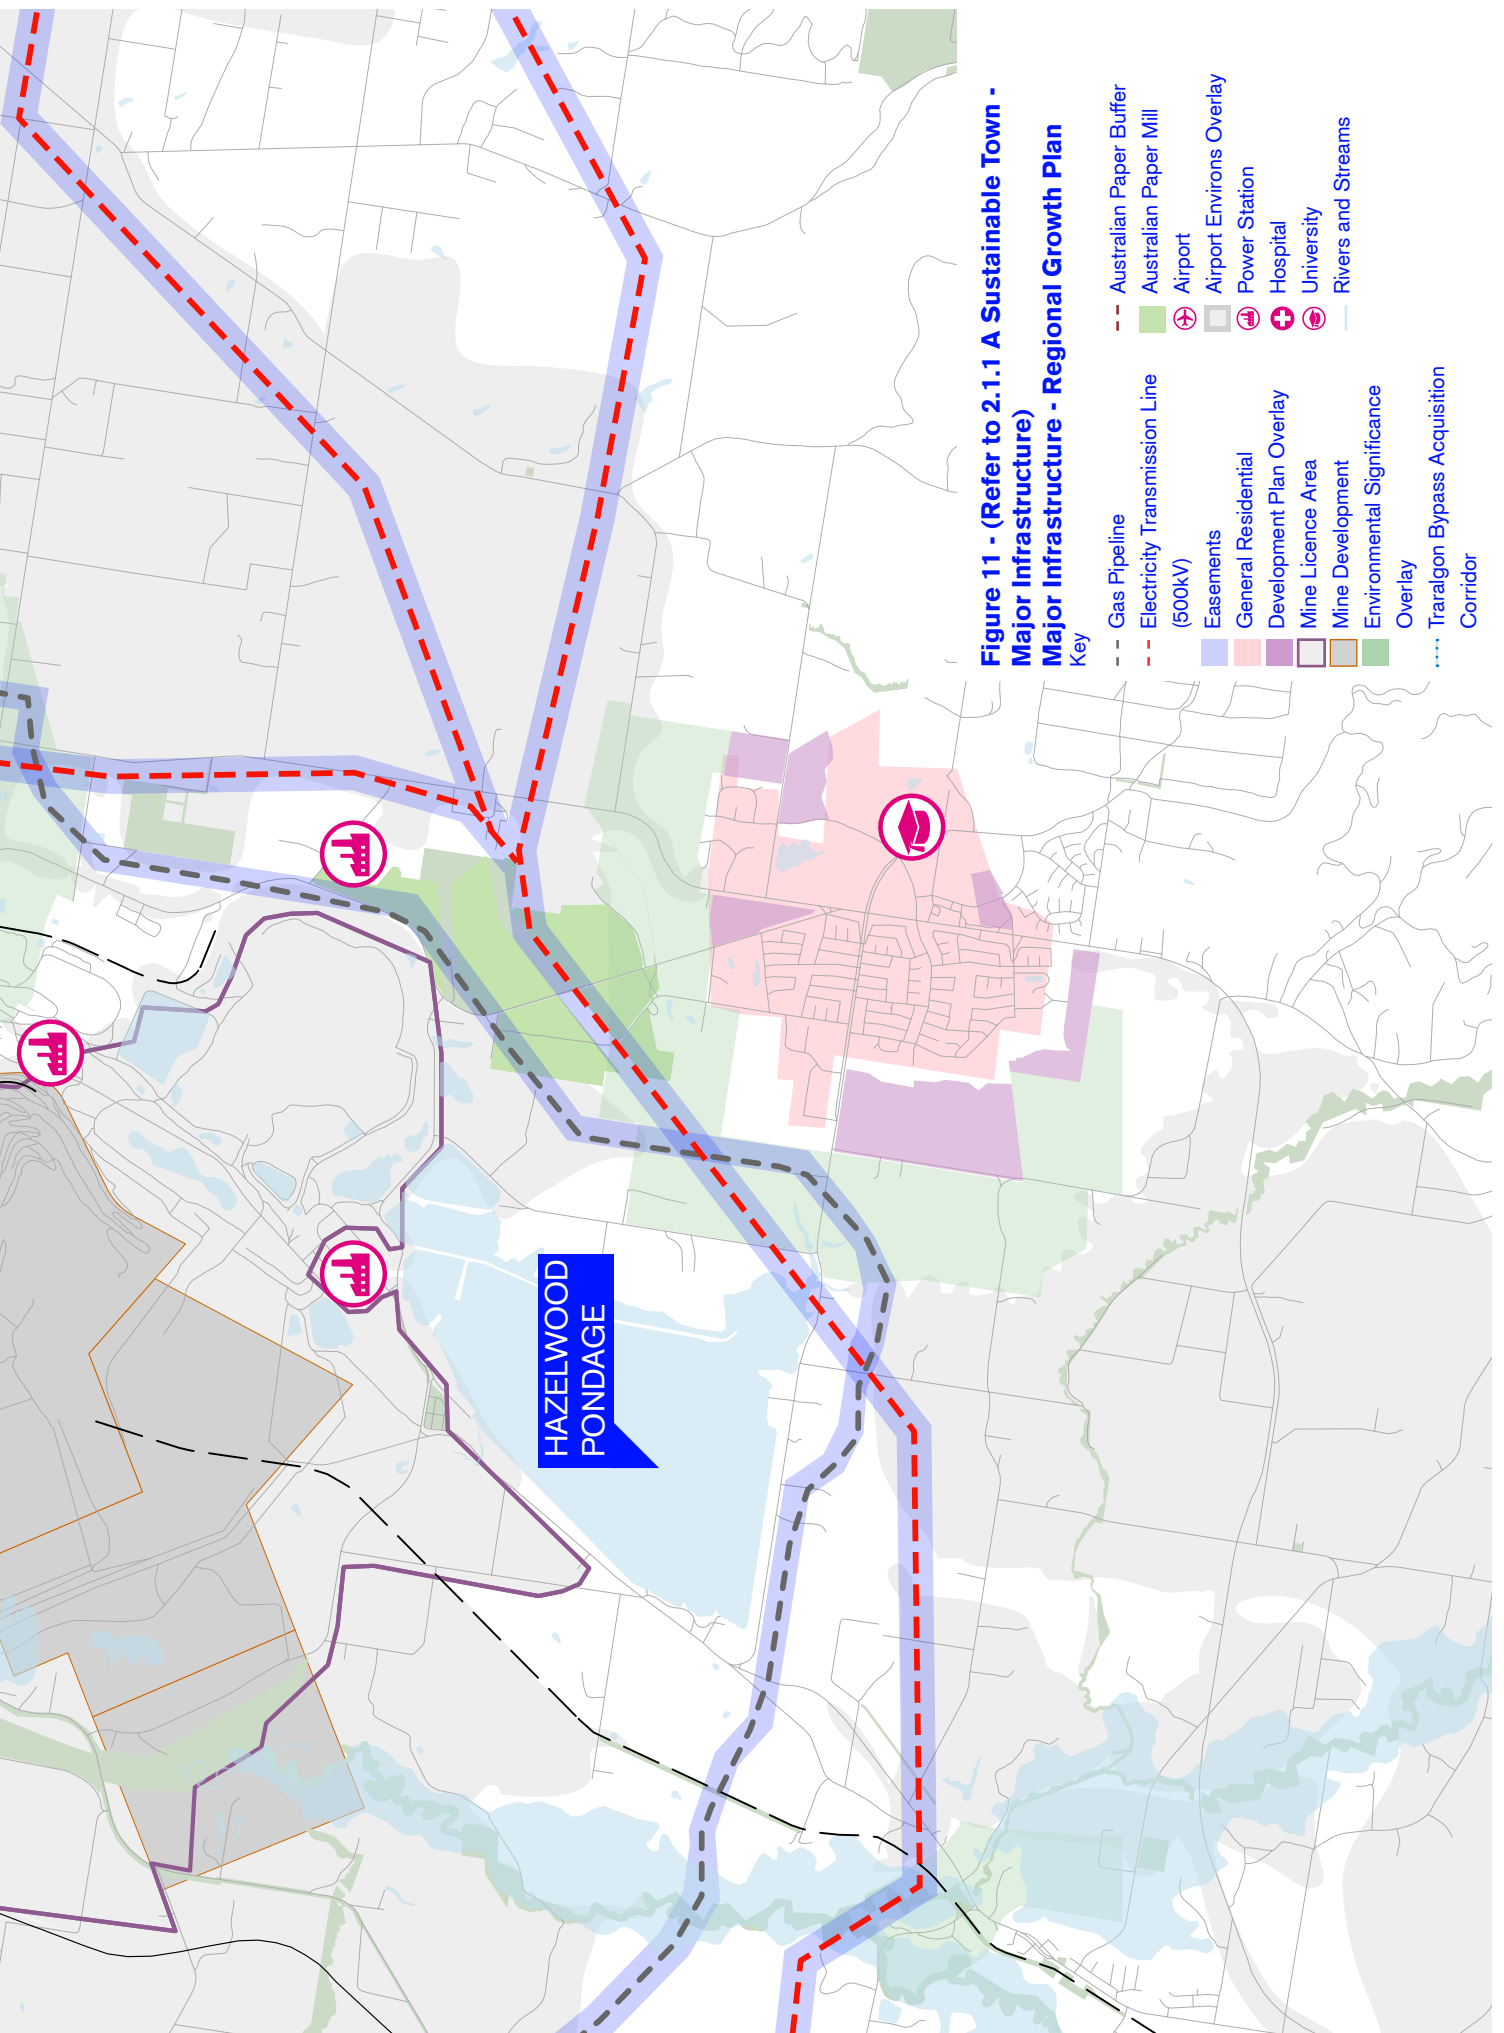 HAZELWOOD
PONDAGE
Figure 11 - (Refer to 2.1.1 A Sustainable Town -
Major Infrastructure)
Major Infrastructure - Regional Growth Plan
Key
Gas Pipeline
Electricity Transmission Line
(500kV)
Easements
General Residential
Development Plan Overlay
Mine Licence Area
Mine Development
Environmental Significance
Overlay
Traralgon Bypass Acquisition
Corridor
Australian Paper Buffer
Australian Paper Mill
Airport
Airport Environs Overlay
Power Station
Hospital
University
Rivers and Streams